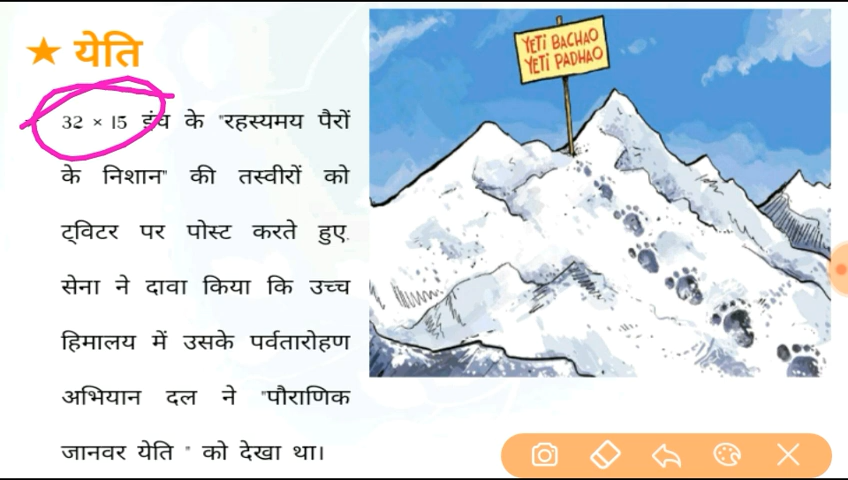 ★ येति
32 × 15 इंच के "रहस्यमय पैरों
के निशान" की तस्वीरों को
ट्विटर पर पोस्ट करते हुए,
सेना ने दावा किया कि उच्च
हिमालय में उसके पर्वतारोहण
अभियान दल ने "पौराणिक
जानवर येति " को देखा था।
YETI BACHAO
YETI PADHAO